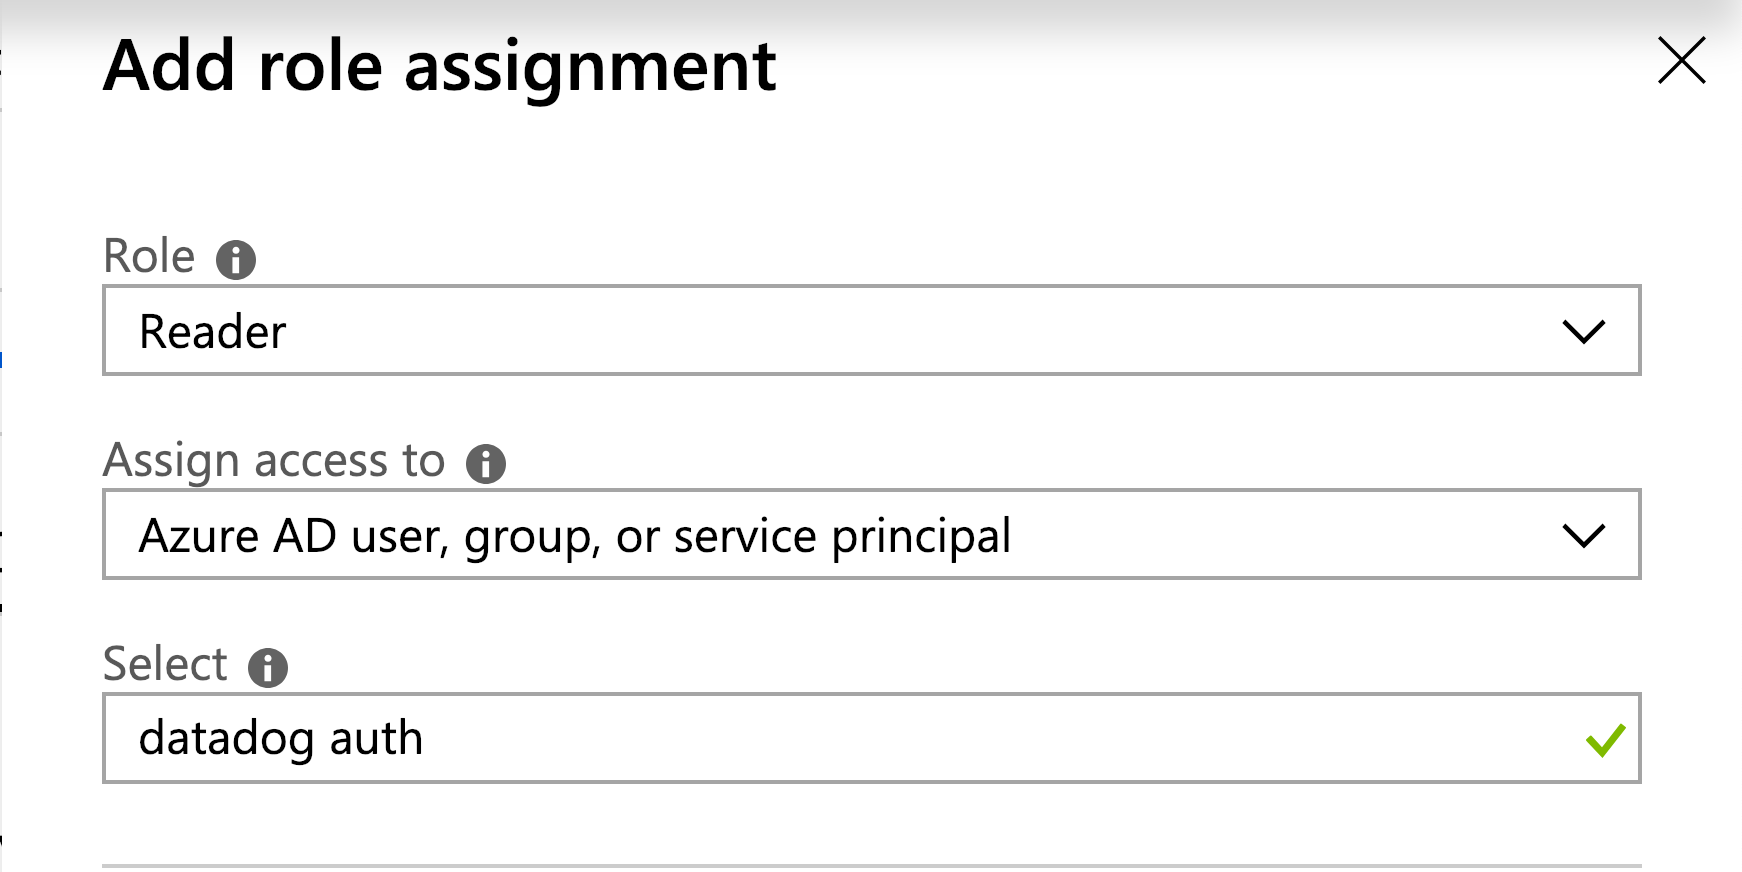 Add role assignment
Role
Reader
Assign access to
Azure AD user, group, or service principal
Select
datadog auth